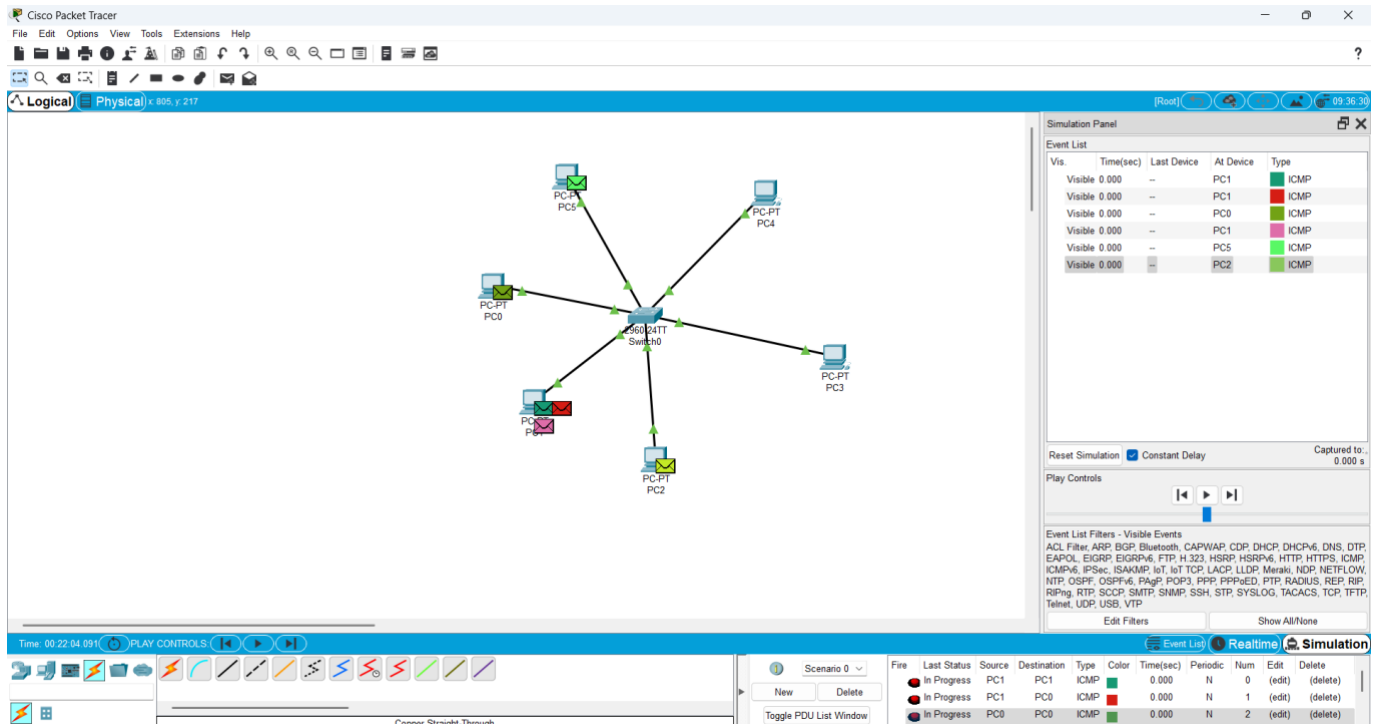 Cisco Packet Tracer
File Edit Options View Tools Extensions Help
?
Logical Physical x: 805, y: 217 [Root] 09:36:30
Simulation Panel
Event List
Vis. Time(sec) Last Device At Device Type
Visible 0.000 -- PC1 ICMP
Visible 0.000 -- PC1 ICMP
Visible 0.000 -- PC0 ICMP
Visible 0.000 -- PC1 ICMP
Visible 0.000 -- PC5 ICMP
Visible 0.000 -- PC2 ICMP
PC5
PC-PT
PC4
PC-PT
PC0
Switch0
PC-PT
PC3
PC-PT
PC2
Reset Simulation Constant Delay Captured to:
0.000 s
Play Controls
Event List Filters - Visible Events
ACL Filter, ARP, BGP, Bluetooth, CAPWAP, CDP, DHCP, DHCPv6, DNS, DTP,
EAPOL, EIGRP, EIGRPv6, FTP, H.323, HSRP, HSRPv6, HTTP, HTTPS, ICMP,
ICMPv6, IPSec, ISAKMP, IoT, IoT TCP, LACP, LLDP, Meraki, NDP, NETFLOW,
NTP, OSPF, OSPFv6, PAgP, POP3, PPP, PPPoED, PTP, RADIUS, REP, RIP,
RIPng, RTP, SCCP, SMTP, SNMP, SSH, STP, SYSLOG, TACACS, TCP, TFTP,
Telnet, UDP, USB, VTP
Edit Filters Show All/None
Time: 00:22:04.091 PLAY CONTROLS: Event List Realtime Simulation
Scenario 0
New Delete
Toggle PDU List Window
Fire Last Status Source Destination Type Color Time(sec) Periodic Num Edit Delete
In Progress PC1 PC1 ICMP 0.000 N 0 (edit) (delete)
In Progress PC1 PC0 ICMP 0.000 N 1 (edit) (delete)
In Progress PC0 PC0 ICMP 0.000 N 2 (edit) (delete)
Copper Straight-Through